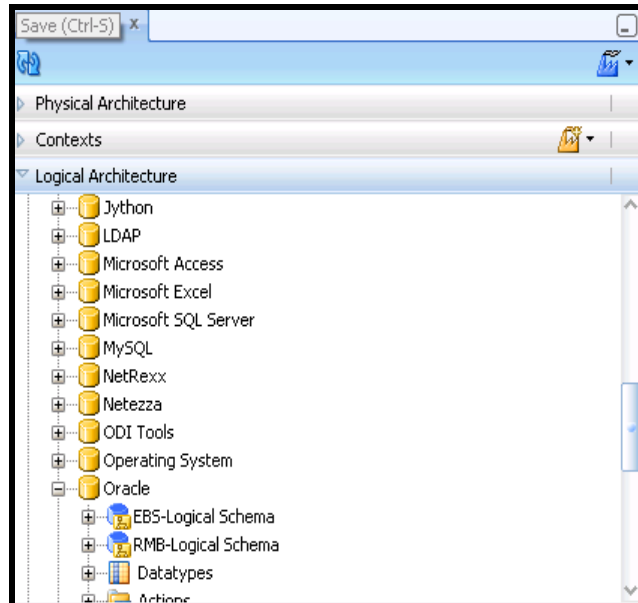 Save (Ctrl-S) x
Physical Architecture
Contexts
Logical Architecture
Jython
LDAP
Microsoft Access
Microsoft Excel
Microsoft SQL Server
MySQL
NetRexx
Netezza
ODI Tools
Operating System
Oracle
EBS-Logical Schema
RMB-Logical Schema
Datatypes
Actions